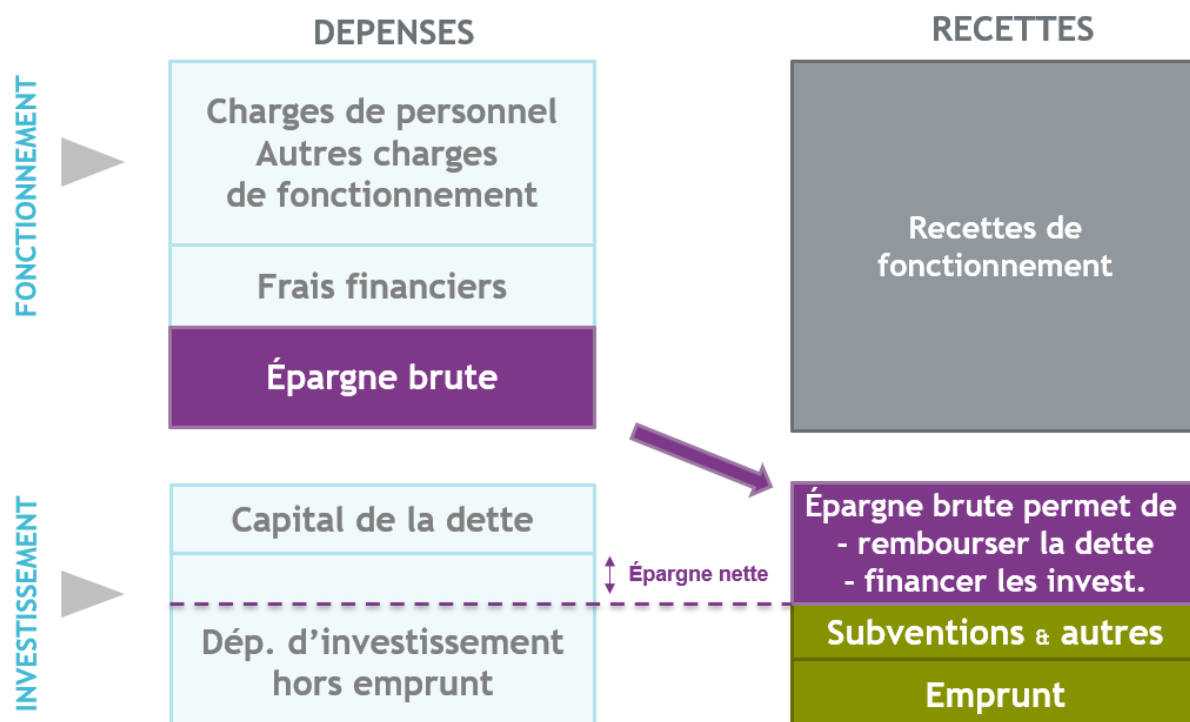 DEPENSES
RECETTES
FONCTIONNEMENT
Charges de personnel
Autres charges
de fonctionnement
Frais financiers
Épargne brute
Recettes de
fonctionnement
INVESTISSEMENT
Capital de la dette
Épargne nette
Dép. d'investissement
hors emprunt
Épargne brute permet de
- rembourser la dette
- financer les invest.
Subventions & autres
Emprunt